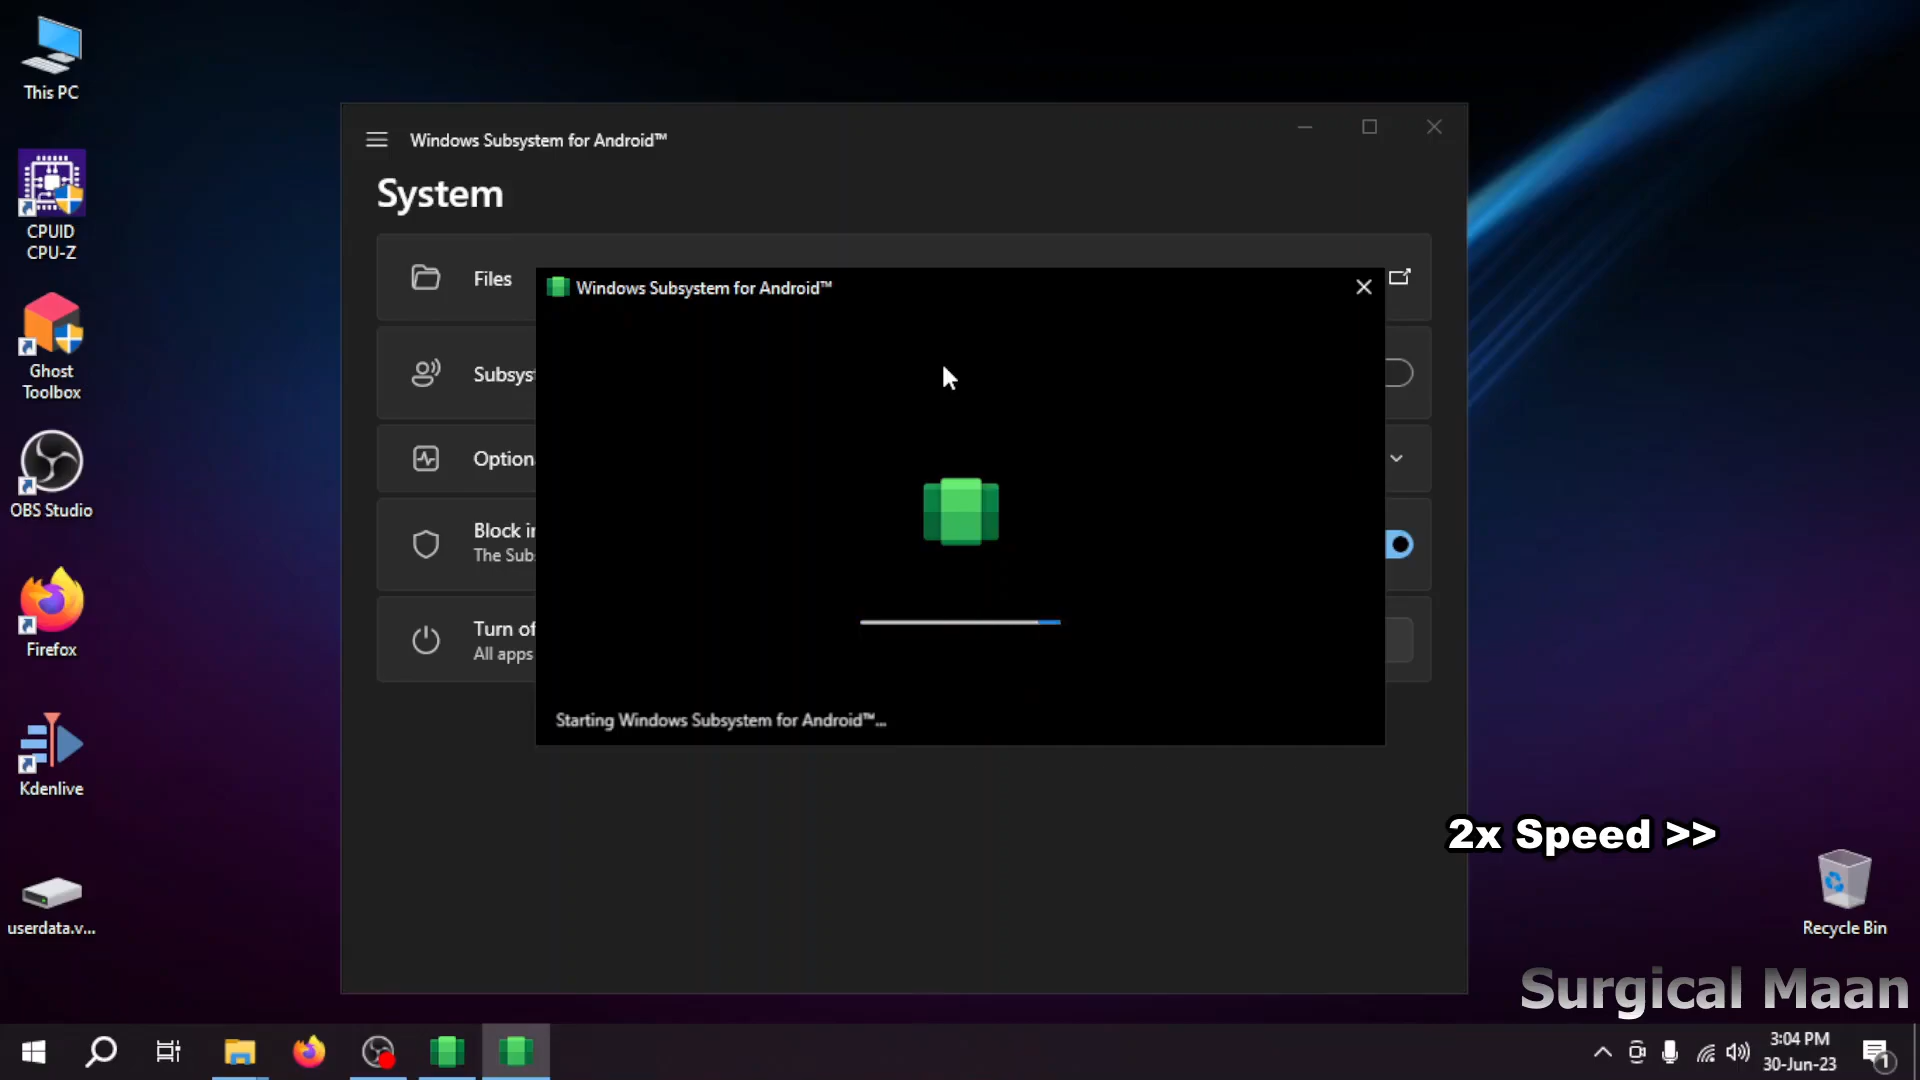 This PC
CPUID
CPU-Z
Ghost
Toolbox
OBS Studio
Firefox
Kdenlive
userdata.v...
Windows Subsystem for Android™
System
Files
Subsys
Option
Block in
The Sub
Turn of
All apps
Windows Subsystem for Android™
Starting Windows Subsystem for Android™...
2x Speed >>
Recycle Bin
Surgical Maan
3:04 PM
30-Jun-23
1